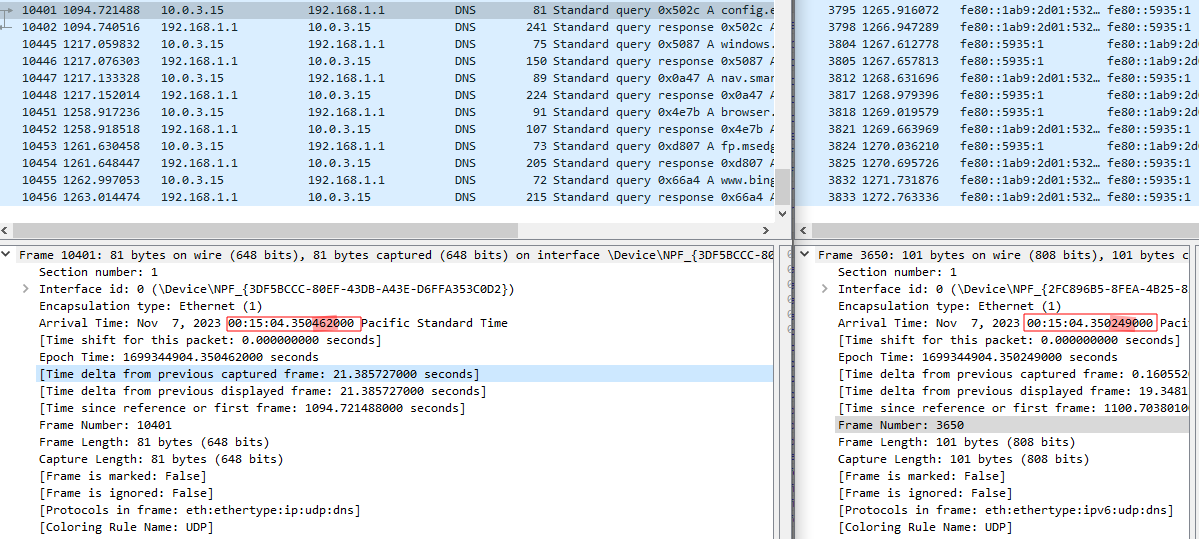 10401 1094.721488 10.0.3.15 192.168.1.1 DNS 81 Standard query 0x502c A config.e
10402 1094.740516 192.168.1.1 10.0.3.15 DNS 241 Standard query response 0x502c A
10445 1217.059832 10.0.3.15 192.168.1.1 DNS 75 Standard query 0x5087 A windows.
10446 1217.076303 192.168.1.1 10.0.3.15 DNS 150 Standard query response 0x5087 A
10447 1217.133328 10.0.3.15 192.168.1.1 DNS 89 Standard query 0x0a47 A nav.smar
10448 1217.152014 192.168.1.1 10.0.3.15 DNS 224 Standard query response 0x0a47 A
10451 1258.917236 10.0.3.15 192.168.1.1 DNS 91 Standard query 0x4e7b A browser.
10452 1258.918518 192.168.1.1 10.0.3.15 DNS 107 Standard query response 0x4e7b A
10453 1261.630458 10.0.3.15 192.168.1.1 DNS 73 Standard query 0xd807 A fp.msedg
10454 1261.648447 192.168.1.1 10.0.3.15 DNS 205 Standard query response 0xd807 A
10455 1262.997053 10.0.3.15 192.168.1.1 DNS 72 Standard query 0x66a4 A www.bing
10456 1263.014474 192.168.1.1 10.0.3.15 DNS 215 Standard query response 0x66a4 A
Frame 10401: 81 bytes on wire (648 bits), 81 bytes captured (648 bits) on interface \Device\NPF_{3DF5BCCC-80
Section number: 1
Interface id: 0 (\Device\NPF_{3DF5BCCC-80EF-43DB-A43E-D6FFA353C0D2})
Encapsulation type: Ethernet (1)
Arrival Time: Nov  7, 2023 00:15:04.350462000 Pacific Standard Time
[Time shift for this packet: 0.000000000 seconds]
Epoch Time: 1699344904.350462000 seconds
[Time delta from previous captured frame: 21.385727000 seconds]
[Time delta from previous displayed frame: 21.385727000 seconds]
[Time since reference or first frame: 1094.721488000 seconds]
Frame Number: 10401
Frame Length: 81 bytes (648 bits)
Capture Length: 81 bytes (648 bits)
[Frame is marked: False]
[Frame is ignored: False]
[Protocols in frame: eth:ethertype:ip:udp:dns]
[Coloring Rule Name: UDP]
3795 1265.916072 fe80::1ab9:2d01:532… fe80::5935:1
3798 1266.947289 fe80::1ab9:2d01:532… fe80::5935:1
3804 1267.612778 fe80::5935:1 fe80::1ab9:2d01
3805 1267.657813 fe80::5935:1 fe80::1ab9:2d01
3812 1268.631696 fe80::5935:1 fe80::1ab9:2d01
3817 1268.979396 fe80::1ab9:2d01:532… fe80::5935:1
3818 1269.019579 fe80::1ab9:2d01:532… fe80::5935:1
3821 1269.663969 fe80::1ab9:2d01:532… fe80::5935:1
3824 1270.036210 fe80::5935:1 fe80::1ab9:2d01
3825 1270.695726 fe80::1ab9:2d01:532… fe80::5935:1
3832 1271.731876 fe80::1ab9:2d01:532… fe80::5935:1
3833 1272.763336 fe80::1ab9:2d01:532… fe80::5935:1
Frame 3650: 101 bytes on wire (808 bits), 101 bytes c
Section number: 1
Interface id: 0 (\Device\NPF_{2FC896B5-8FEA-4B25-8
Encapsulation type: Ethernet (1)
Arrival Time: Nov  7, 2023 00:15:04.350249000 Paci
[Time shift for this packet: 0.000000000 seconds]
Epoch Time: 1699344904.350249000 seconds
[Time delta from previous captured frame: 0.160552
[Time delta from previous displayed frame: 19.3481
[Time since reference or first frame: 1100.7038010
Frame Number: 3650
Frame Length: 101 bytes (808 bits)
Capture Length: 101 bytes (808 bits)
[Frame is marked: False]
[Frame is ignored: False]
[Protocols in frame: eth:ethertype:ipv6:udp:dns]
[Coloring Rule Name: UDP]